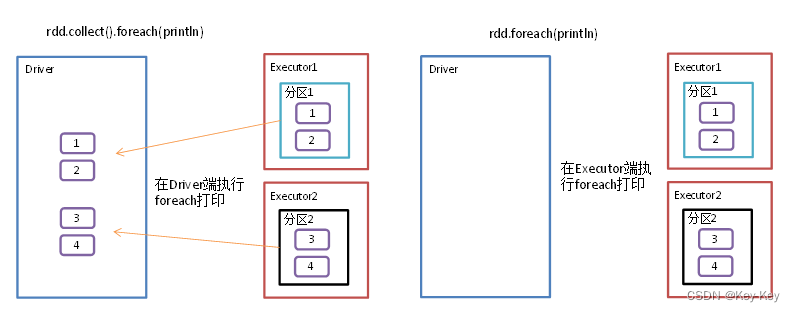 rdd.collect().foreach(println)
Driver
1
2
3
4
在Driver端执行
foreach打印
Executor1
分区1
1
2
Executor2
分区2
3
4
rdd.foreach(println)
Driver
在Executor端执
行foreach打印
Executor1
分区1
1
2
Executor2
分区2
3
4
CSDN @Key-Key